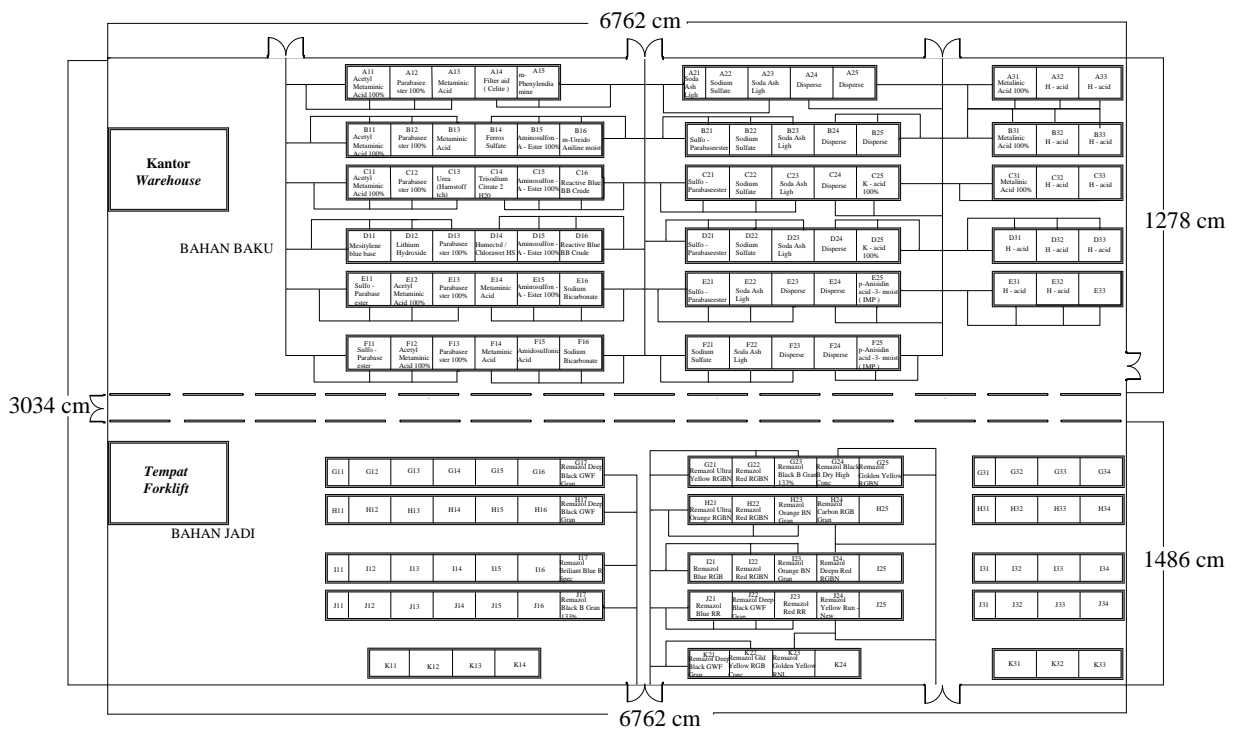 6762 cm
A11
Acetyl
Metaminic
Acid 100%
A12
Parabasee
ster 100%
A13
Metaminic
Acid
A14
Filter aid
( Celite )
A15
m-
Phenylendia
mine
A21
Soda
Ash
Ligh
A22
Sodium
Sulfate
A23
Soda Ash
Ligh
A24
Disperse
A25
Disperse
A31
Metalinic
Acid 100%
A32
H - acid
A33
H - acid
B11
Acetyl
Metaminic
Acid 100%
B12
Parabasee
ster 100%
B13
Metaminic
Acid
B14
Ferros
Sulfate
B15
Aminosulfon -
A - Ester 100%
B16
m-Ureido
Aniline moist
B21
Sulfo -
Parabaseester
B22
Sodium
Sulfate
B23
Soda Ash
Ligh
B24
Disperse
B25
Disperse
B31
Metalinic
Acid 100%
B32
H - acid
B33
H - acid
Kantor
Warehouse
C11
Acetyl
Metaminic
Acid 100%
C12
Parabasee
ster 100%
C13
Urea
(Harnstoff
tch)
C14
Trisodium
Citrate 2
H20
C15
Aminosulfon -
A - Ester 100%
C16
Reactive Blue
BB Crude
C21
Sulfo -
Parabaseester
C22
Sodium
Sulfate
C23
Soda Ash
Ligh
C24
Disperse
C25
K - acid
100%
C31
Metalinic
Acid 100%
C32
H - acid
C33
H - acid
1278 cm
BAHAN BAKU
D11
Mesitylene
blue base
D12
Lithium
Hydroxide
D13
Parabasee
ster 100%
D14
Humectol /
Chlorawet HS
D15
Aminosulfon -
A - Ester 100%
D16
Reactive Blue
BB Crude
D21
Sulfo -
Parabaseester
D22
Sodium
Sulfate
D23
Soda Ash
Ligh
D24
Disperse
D25
K - acid
100%
D31
H - acid
D32
H - acid
D33
H - acid
E11
Sulfo -
Parabase
ester
E12
Acetyl
Metaminic
Acid 100%
E13
Parabasee
ster 100%
E14
Metaminic
Acid
E15
Aminosulfon -
A - Ester 100%
E16
Sodium
Bicarbonate
E21
Sulfo -
Parabaseester
E22
Soda Ash
Ligh
E23
Disperse
E24
Disperse
E25
p-Anisidin
acid -3- moist
( IMP )
E31
H - acid
E32
H - acid
E33
F11
Sulfo -
Parabase
ester
F12
Acetyl
Metaminic
Acid 100%
F13
Parabasee
ster 100%
F14
Metaminic
Acid
F15
Amidosulfonic
Acid
F16
Sodium
Bicarbonate
F21
Sodium
Sulfate
F22
Soda Ash
Ligh
F23
Disperse
F24
Disperse
F25
p-Anisidin
acid -3- moist
( IMP )
3034 cm
Tempat
Forklift
BAHAN JADI
G11
G12
G13
G14
G15
G16
G17
Remazol Deep
Black GWF
Gran
G21
Remazol Ultra
Yellow RGBN
G22
Remazol
Red RGBN
G23
Remazol
Black B Gran
133%
G24
Remazol Black
B Dry High
Conc
G25
Remazol
Golden Yellow
RGBN
G31
G32
G33
G34
H11
H12
H13
H14
H15
H16
H17
Remazol Deep
Black GWF
Gran
H21
Remazol Ultra
Orange RGBN
H22
Remazol
Red RGBN
H23
Remazol
Orange BN
Gran
H24
Remazol
Carbon RGB
Gran
H25
H31
H32
H33
H34
I11
I12
I13
I14
I15
I16
I17
Remazol
Briliant Blue R
Spec
I21
Remazol
Blue RGB
I22
Remazol
Red RGBN
I23
Remazol
Orange BN
Gran
I24
Remazol
Deepn Red
RGBN
I25
I31
I32
I33
I34
1486 cm
J11
J12
J13
J14
J15
J16
J17
Remazol
Black B Gran
133%
J21
Remazol
Blue RR
J22
Remazol Deep
Black GWF
Gran
J23
Remazol
Red RR
J24
Remazol
Yellow Run -
New
J25
J31
J32
J33
J34
K11
K12
K13
K14
K21
Remazol Deep
Black GWF
Gran
K22
Remazol Gld
Yellow RGB
Conc
K23
Remazol
Golden Yellow
RNL
K24
K31
K32
K33
6762 cm